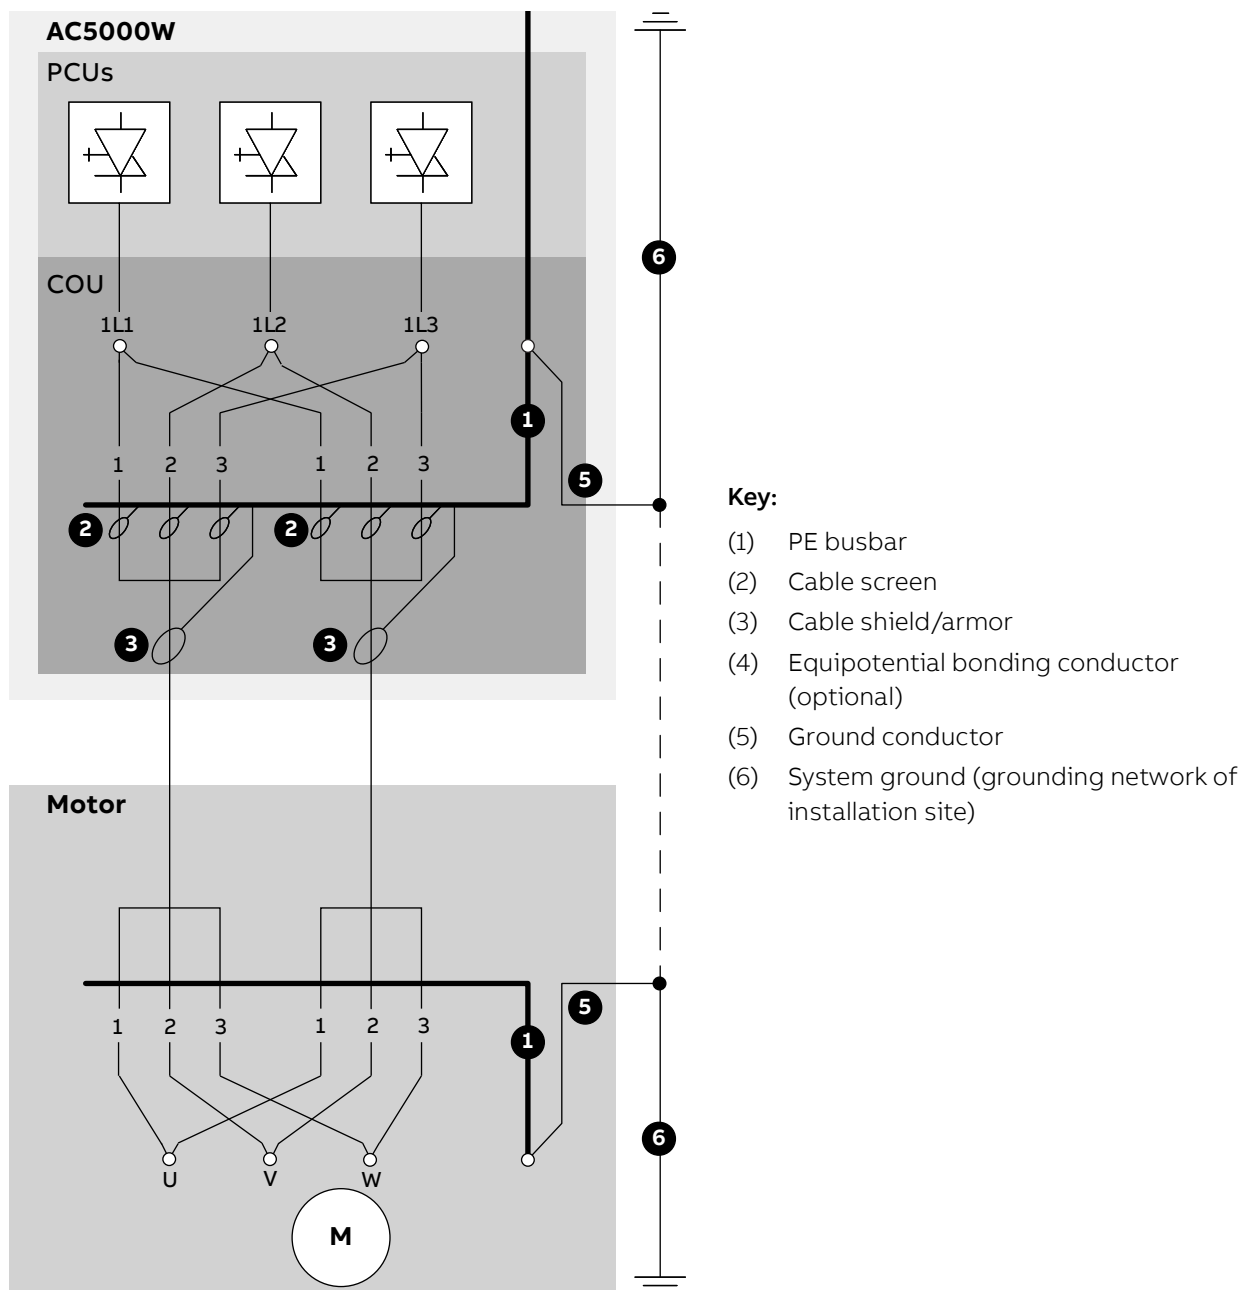 AC5000W
PCUs
6
COU
1L1 1L2 1L3
1
1 2 3 1 2 3
5
2 2
3 3
Key:
(1) PE busbar
(2) Cable screen
(3) Cable shield/armor
(4) Equipotential bonding conductor
(optional)
(5) Ground conductor
(6) System ground (grounding network of
installation site)
Motor
5
1 2 3 1 2 3
1
6
U V W
M